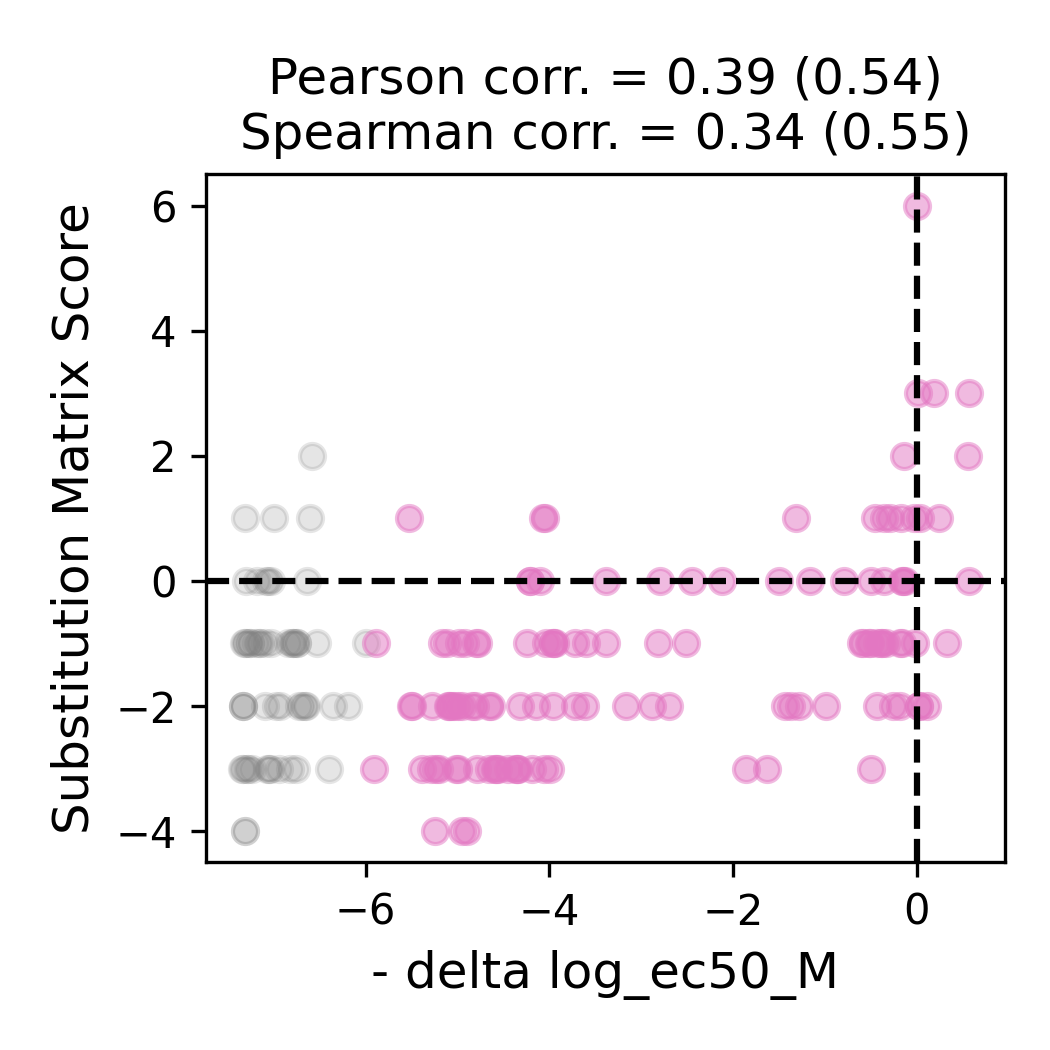 Pearson corr. = 0.39 (0.54)
Spearman corr. = 0.34 (0.55)
Substitution Matrix Score
6
4
2
0
−2
−4
−6
−4
−2
0
- delta log_ec50_M